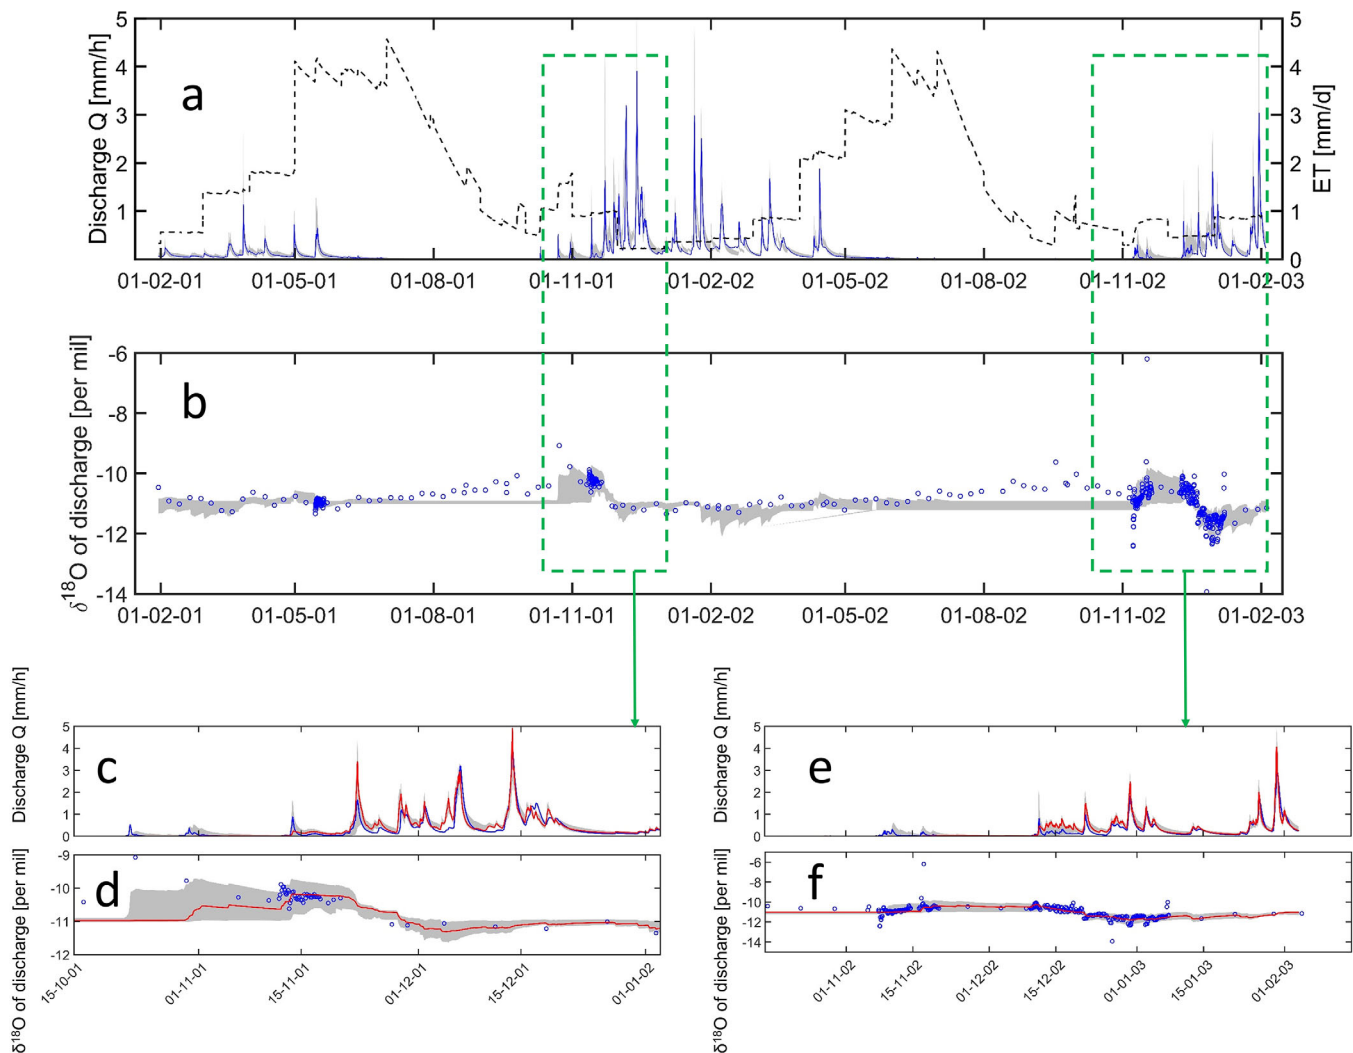 Discharge Q [mm/h]
5
4
3
2
1
a
5
4
3
2
1
0
ET [mm/d]
01-02-01 01-05-01 01-08-01 01-11-01 01-02-02 01-05-02 01-08-02 01-11-02 01-02-03
δ18O of discharge [per mil]
-6
-8
-10
-12
-14
b
01-02-01 01-05-01 01-08-01 01-11-01 01-02-02 01-05-02 01-08-02 01-11-02 01-02-03
Discharge Q [mm/h]
5
4
3
2
1
0
c
δ18O of discharge [per mil]
-9
-10
-11
-12
d
15-10-01 01-11-01 15-11-01 01-12-01 15-12-01 01-01-02
Discharge Q [mm/h]
5
4
3
2
1
0
e
δ18O of discharge [per mil]
-6
-8
-10
-12
-14
f
01-11-02 15-11-02 01-12-02 15-12-02 01-01-03 15-01-03 01-02-03